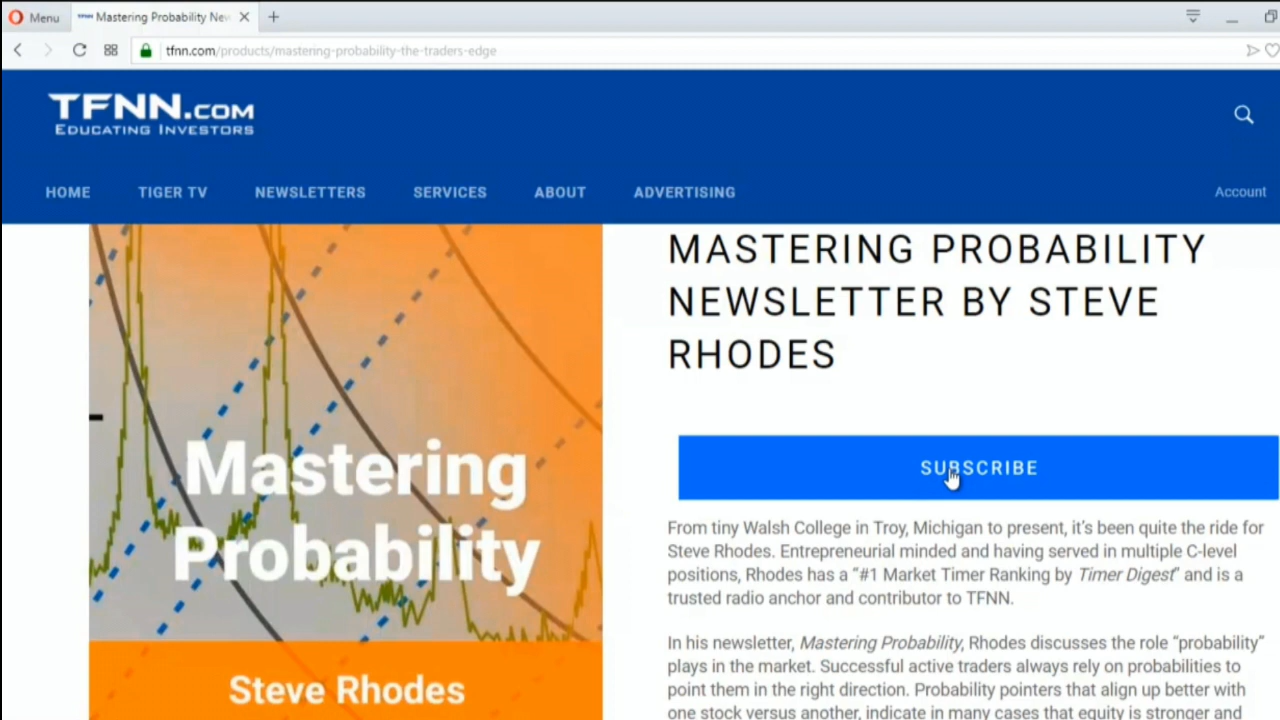 Menu
Mastering Probability New
tfnn.com/products/mastering-probability-the-traders-edge
TFNN.COM
EDUCATING INVESTORS
HOME
TIGER TV
NEWSLETTERS
SERVICES
ABOUT
ADVERTISING
Account
MASTERING PROBABILITY
NEWSLETTER BY STEVE
RHODES
Mastering
Probability
Steve Rhodes
SUBSCRIBE
From tiny Walsh College in Troy, Michigan to present, it's been quite the ride for
Steve Rhodes. Entrepreneurial minded and having served in multiple C-level
positions, Rhodes has a “#1 Market Timer Ranking by Timer Digest” and is a
trusted radio anchor and contributor to TFNN.
In his newsletter, Mastering Probability, Rhodes discusses the role “probability”
plays in the market. Successful active traders always rely on probabilities to
point them in the right direction. Probability pointers that align up better with
one stock versus another, indicate in many cases that equity is stronger and